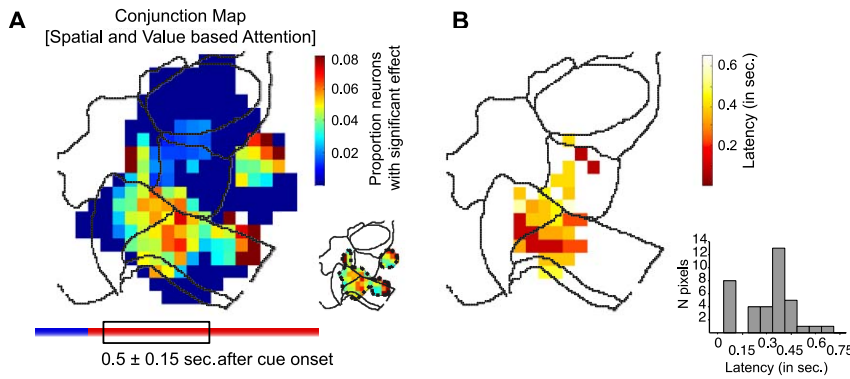 A
Conjunction Map
[Spatial and Value based Attention]
0.08
0.06
0.04
0.02
Proportion neurons
with significant effect
0.5 ± 0.15 sec. after cue onset
B
0.6
0.4
0.2
Latency (in sec.)
14
12
10
8
6
4
2
N pixels
0 0.3 0.6
0.15 0.45 0.75
Latency (in sec.)